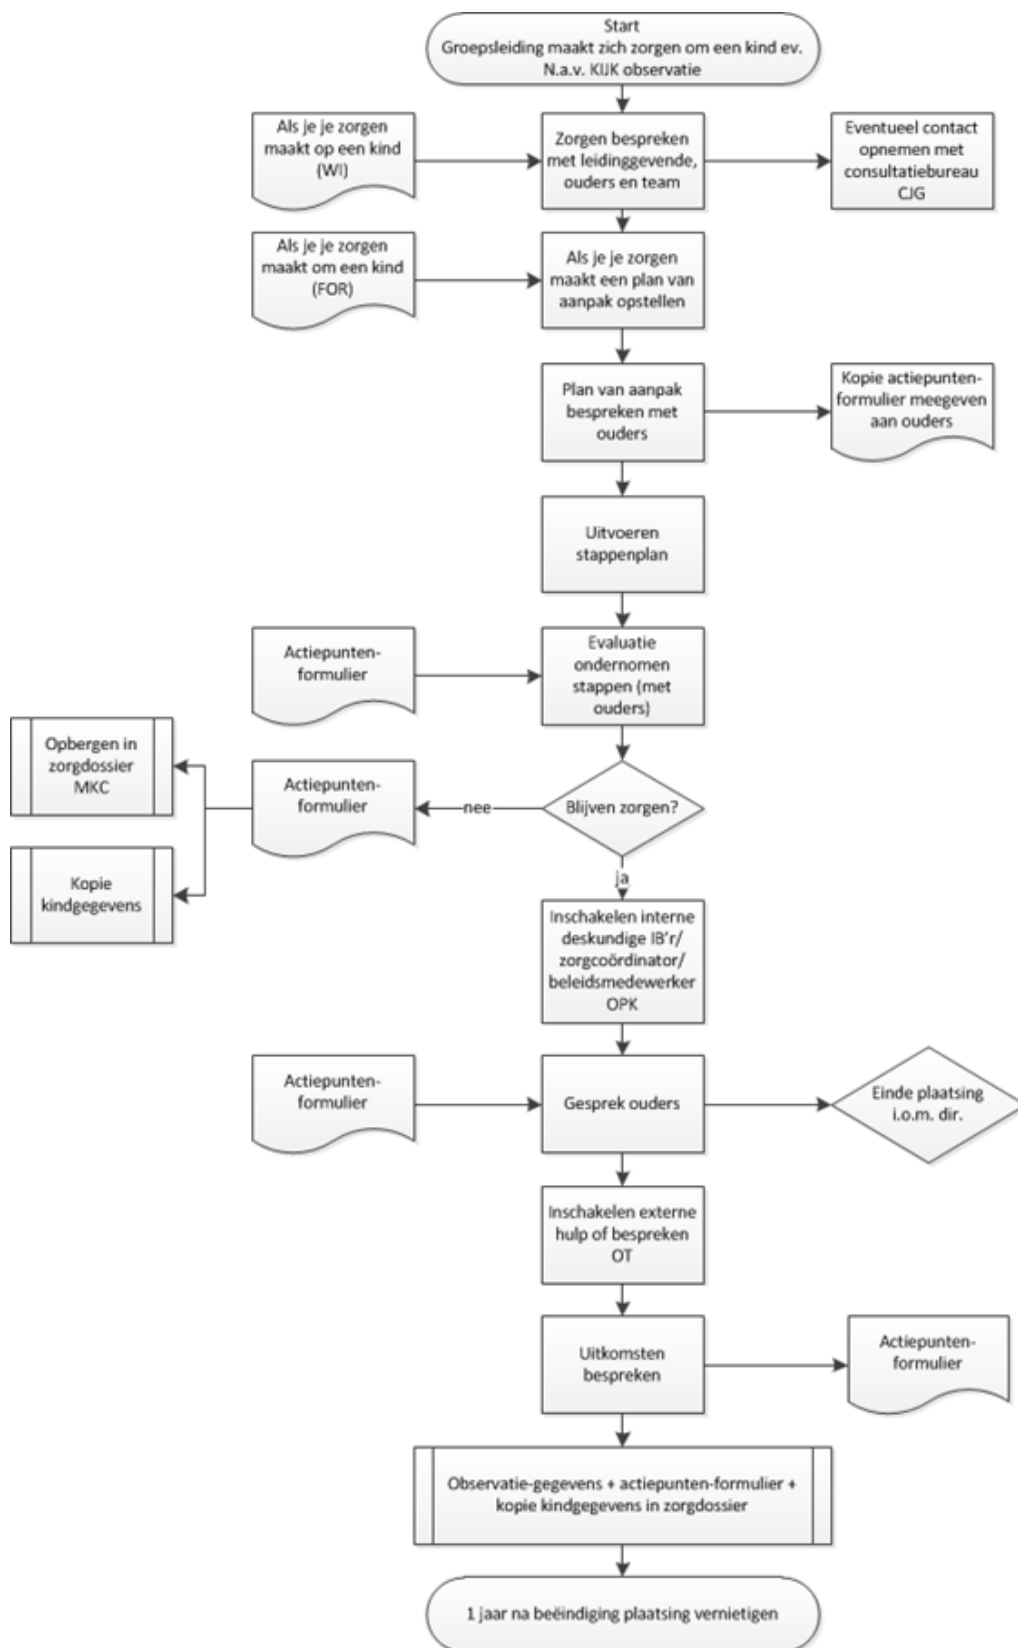 Start
Groepsleiding maakt zich zorgen om een kind ev.
N.a.v. KIJK observatie
Als je je zorgen
maakt op een kind
(WI)
Zorgen bespreken
met leidinggevende,
ouders en team
Eventueel contact
opnemen met
consultatiebureau
CJG
Als je je zorgen
maakt om een kind
(FOR)
Als je je zorgen
maakt een plan van
aanpak opstellen
Plan van aanpak
bespreken met
ouders
Kopie actiepunten-
formulier meegeven
aan ouders
Uitvoeren
stappenplan
Actiepunten-
formulier
Evaluatie
ondernomen
stappen (met
ouders)
Opbergen in
zorgdossier
MKC
Actiepunten-
formulier
nee
Blijven zorgen?
Kopie
kindgegevens
ja
Inschakelen interne
deskundige IB'r/
zorgcoördinator/
beleidsmedewerker
OPK
Actiepunten-
formulier
Gesprek ouders
Einde plaatsing
i.o.m. dir.
Inschakelen externe
hulp of bespreken
OT
Uitkomsten
bespreken
Actiepunten-
formulier
Observatie-gegevens + actiepunten-formulier +
kopie kindgegevens in zorgdossier
1 jaar na beëindiging plaatsing vernietigen